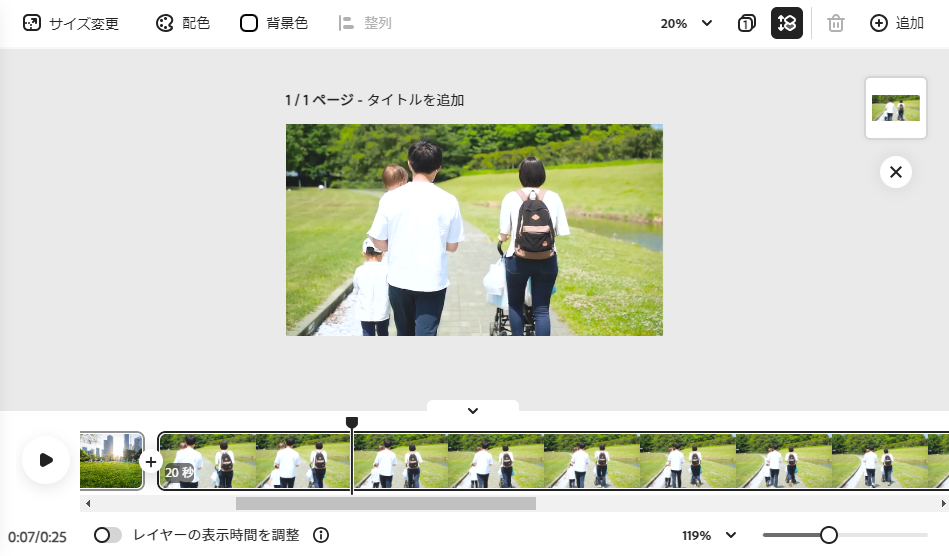 サイズ変更
配色
背景色
整列
20%
1
追加
1 / 1 ページ - タイトルを追加
20 秒
0:07/0:25
レイヤーの表示時間を調整
119%